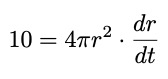 10 = 4πr² · dr/dt